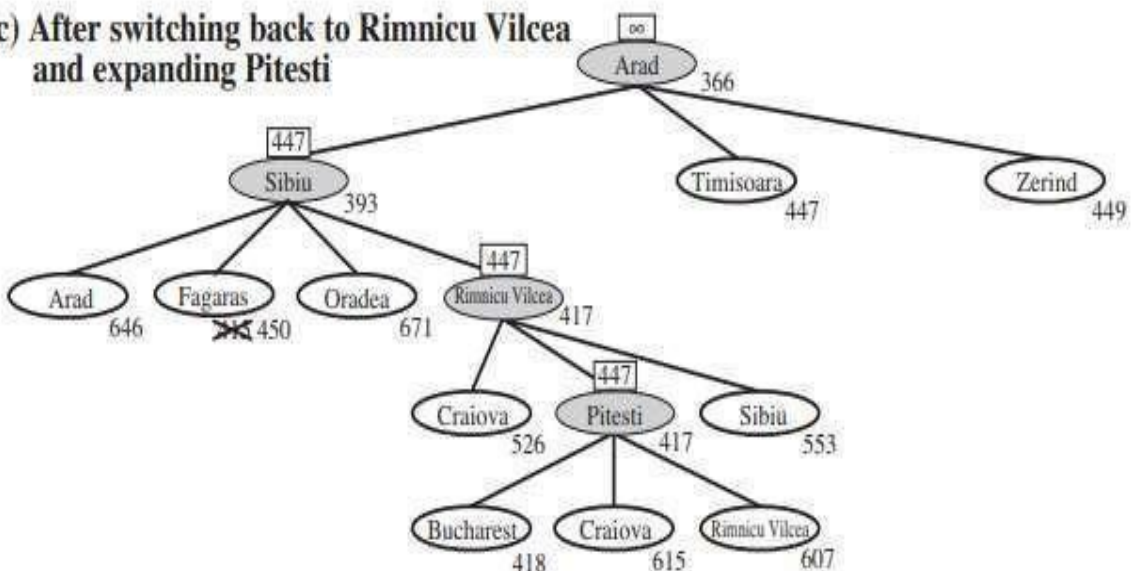 c) After switching back to Rimnicu Vilcea
and expanding Pitesti
∞
Arad
366
447
Sibiu
393
Timisoara
447
Zerind
449
Arad
646
Fagaras
415 450
Oradea
671
447
Rimnicu Vilcea
417
Craiova
526
447
Pitesti
417
Sibiu
553
Bucharest
418
Craiova
615
Rimnicu Vilcea
607